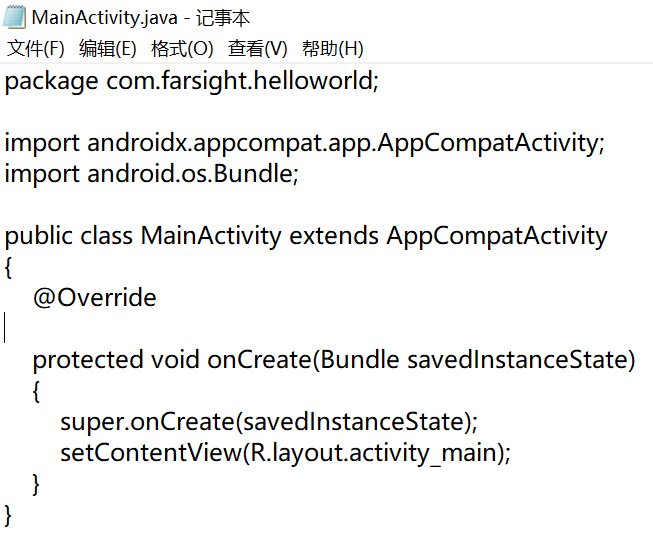 MainActivity.java - 记事本
文件(F) 编辑(E) 格式(O) 查看(V) 帮助(H)
package com.farsight.helloworld;
import androidx.appcompat.app.AppCompatActivity;
import android.os.Bundle;
public class MainActivity extends AppCompatActivity
{
@Override
protected void onCreate(Bundle savedInstanceState)
{
super.onCreate(savedInstanceState);
setContentView(R.layout.activity_main);
}
}